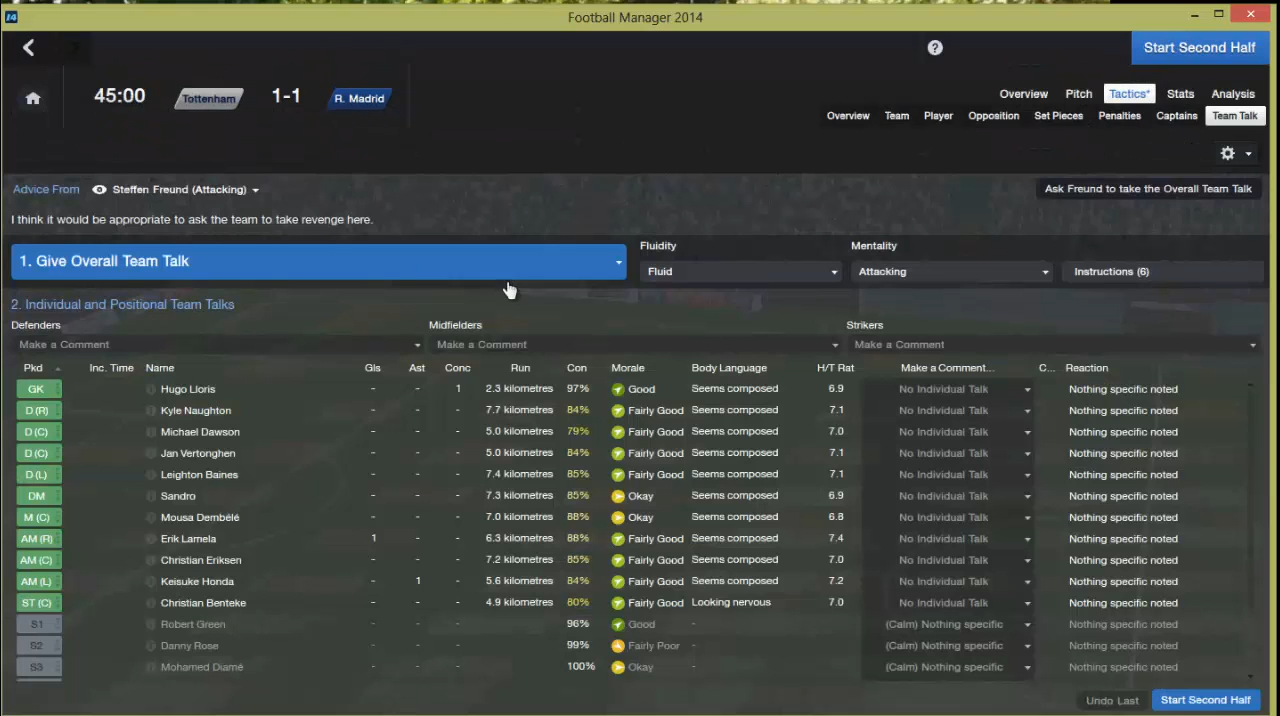 Football Manager 2014
Start Second Half
45:00 Tottenham 1-1 R. Madrid
Overview Pitch Tactics* Stats Analysis
Overview Team Player Opposition Set Pieces Penalties Captains Team Talk
Advice From Steffen Freund (Attacking) Ask Freund to take the Overall Team Talk
I think it would be appropriate to ask the team to take revenge here.
Fluidity Mentality
1. Give Overall Team Talk Fluid Attacking Instructions (6)
2. Individual and Positional Team Talks
Defenders Midfielders Strikers
Make a Comment Make a Comment Make a Comment
Pkd Inc. Time Name Gls Ast Conc Run Con Morale Body Language H/T Rat Make a Comment... C... Reaction
GK Hugo Lloris - - 1 2.3 kilometres 97% Good Seems composed 6.9 No Individual Talk Nothing specific noted
D (R) Kyle Naughton - - - 7.7 kilometres 84% Fairly Good Seems composed 7.1 No Individual Talk Nothing specific noted
D (C) Michael Dawson - - - 5.0 kilometres 79% Fairly Good Seems composed 7.0 No Individual Talk Nothing specific noted
D (C) Jan Vertonghen - - - 5.0 kilometres 84% Fairly Good Seems composed 7.1 No Individual Talk Nothing specific noted
D (L) Leighton Baines - - - 7.4 kilometres 85% Fairly Good Seems composed 7.1 No Individual Talk Nothing specific noted
DM Sandro - - - 7.3 kilometres 85% Okay Seems composed 6.9 No Individual Talk Nothing specific noted
M (C) Mousa Dembélé - - - 7.0 kilometres 88% Okay Seems composed 6.8 No Individual Talk Nothing specific noted
AM (R) Erik Lamela 1 - - 6.3 kilometres 88% Fairly Good Seems composed 7.4 No Individual Talk Nothing specific noted
AM (C) Christian Eriksen - - - 7.2 kilometres 85% Fairly Good Seems composed 7.0 No Individual Talk Nothing specific noted
AM (L) Keisuke Honda - 1 - 5.6 kilometres 84% Fairly Good Seems composed 7.2 No Individual Talk Nothing specific noted
ST (C) Christian Benteke - - - 4.9 kilometres 80% Fairly Good Looking nervous 7.0 No Individual Talk Nothing specific noted
S1 Robert Green 96% Good - (Calm) Nothing specific Nothing specific noted
S2 Danny Rose 99% Fairly Poor - (Calm) Nothing specific Nothing specific noted
S3 Mohamed Diamé 100% Okay - (Calm) Nothing specific Nothing specific noted
Undo Last Start Second Half